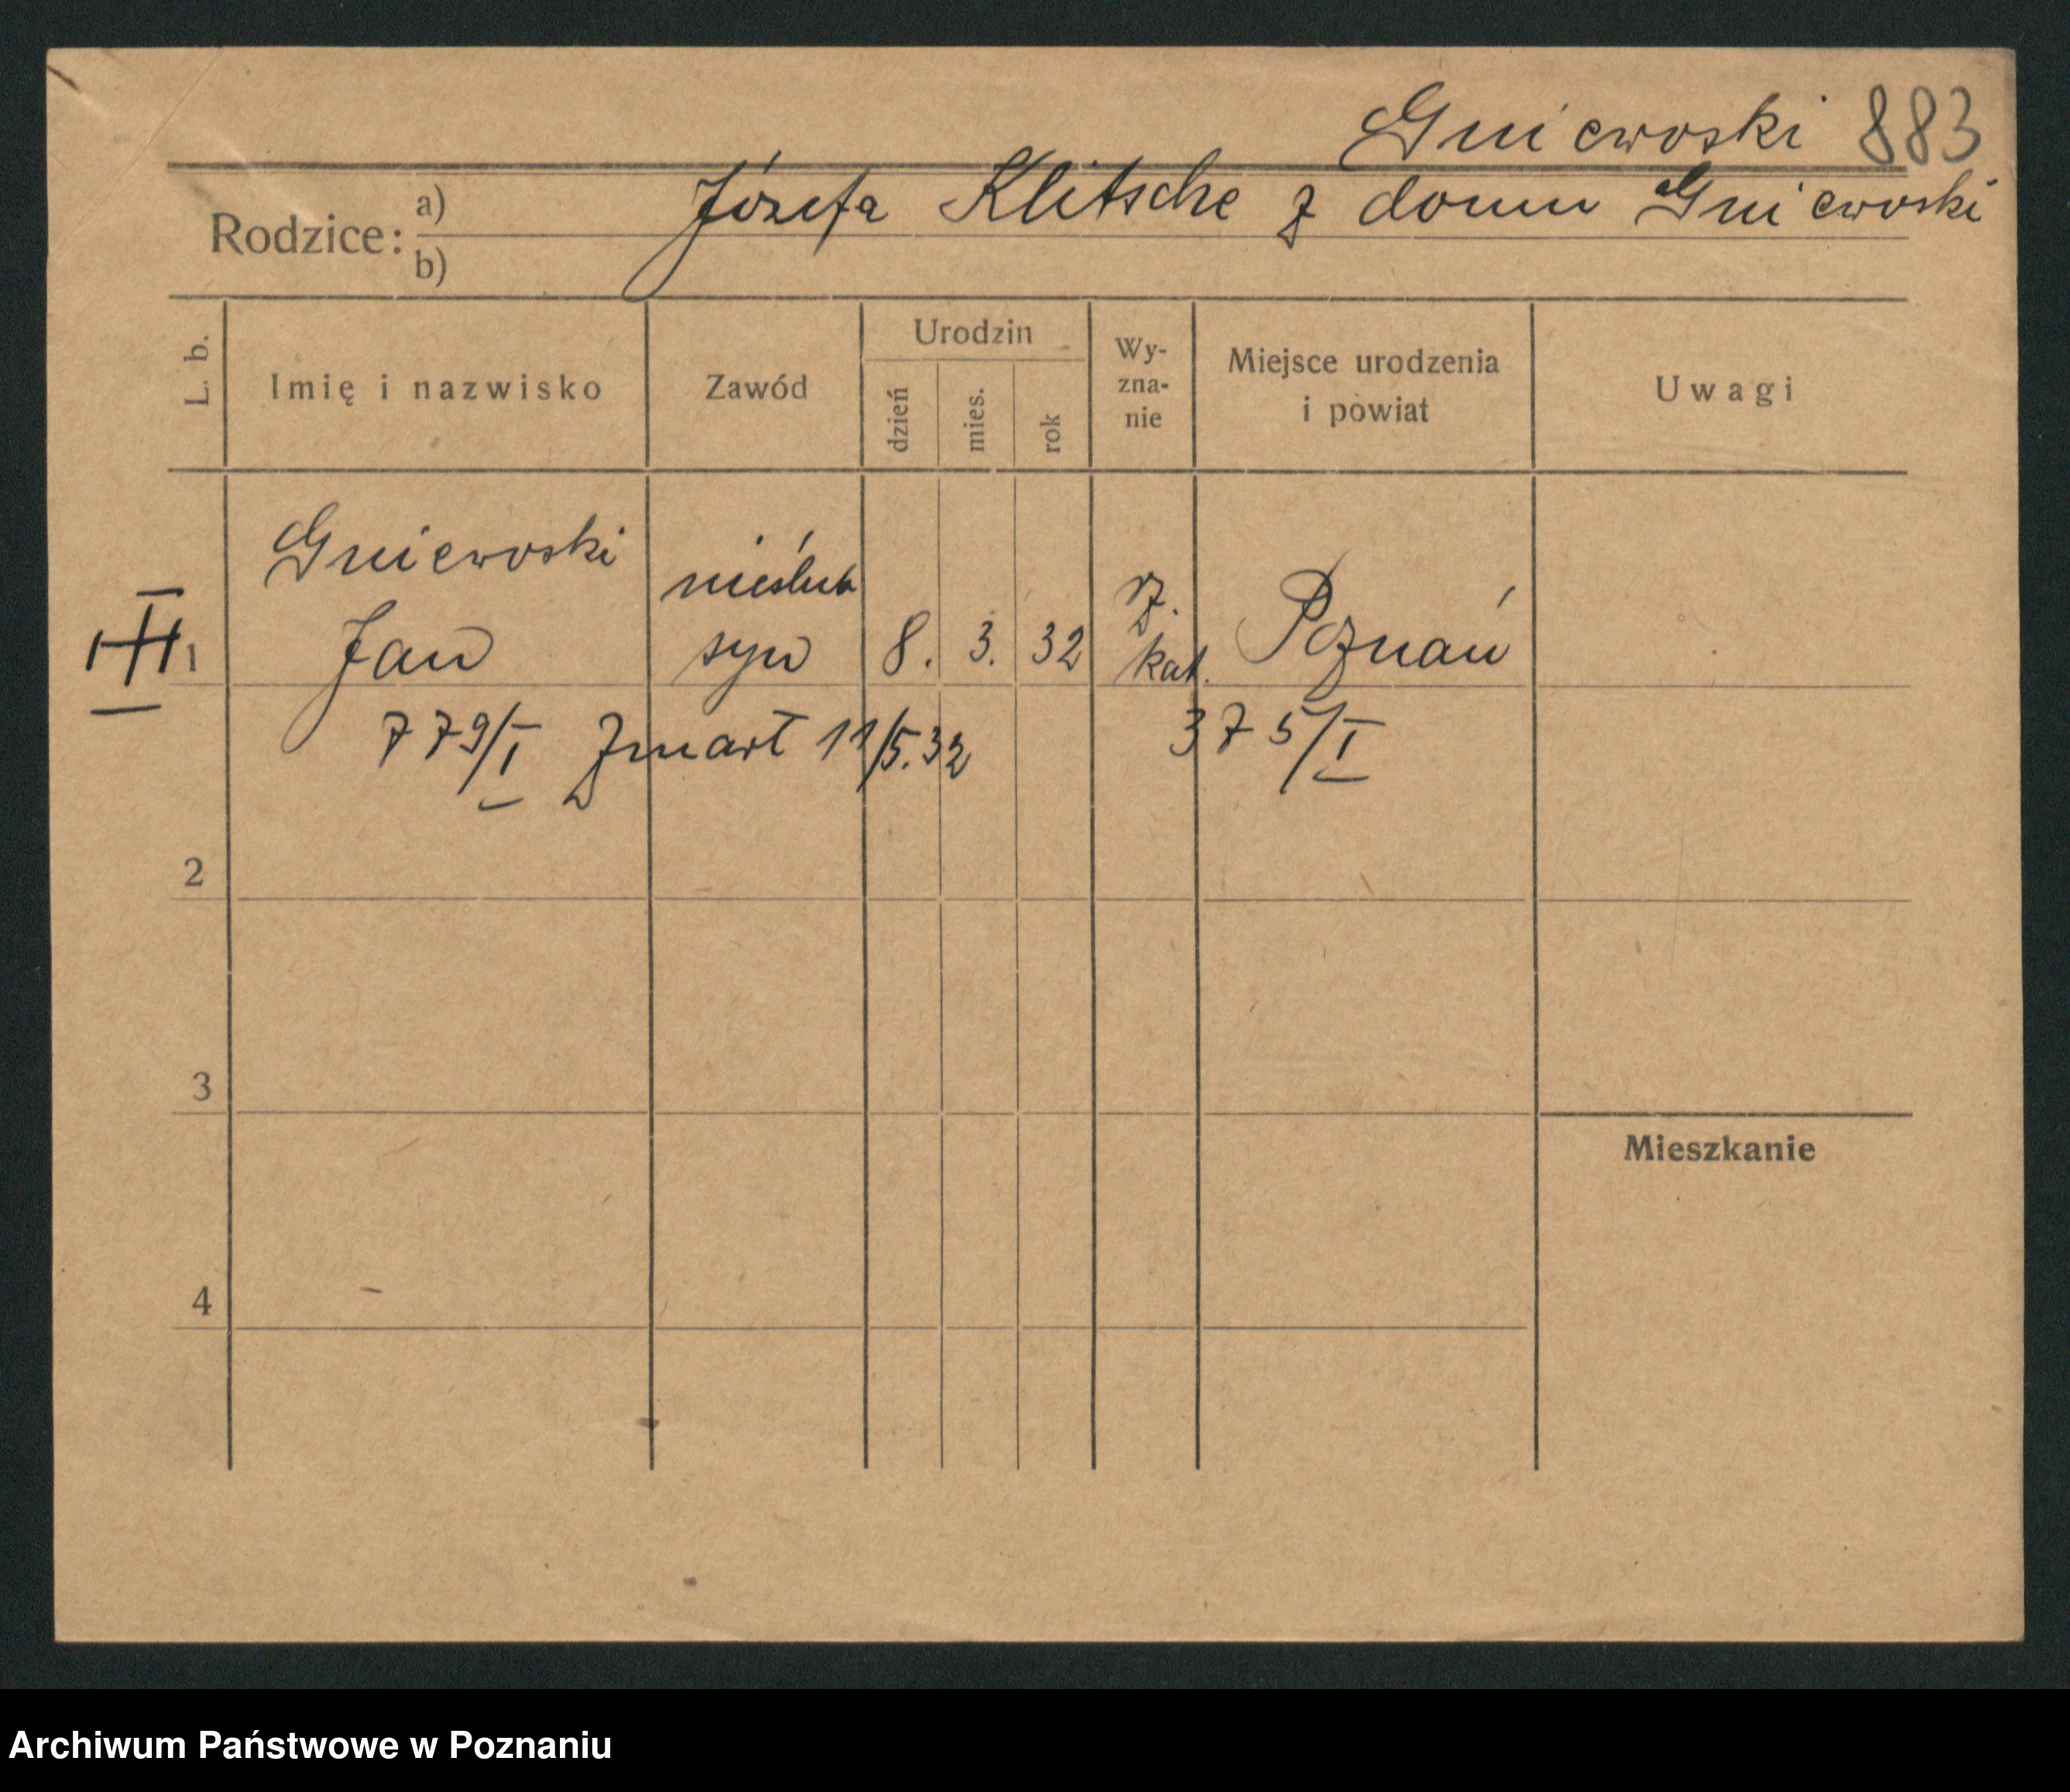 Gniewoski 883
Rodzice: a) Józefa Klitsche z domu Gniewoski
b)
L. b.
Imię i nazwisko
Zawód
Urodzin
dzień
mies.
rok
Wy-
zna-
nie
Miejsce urodzenia
i powiat
Uwagi
Gniewoski nieślub rz.
III 1 Jan syn 8. 3. 32 kat. Poznań
779/I Zmarł 11/5.32 375/I
2
3
Mieszkanie
4
Archiwum Państwowe w Poznaniu